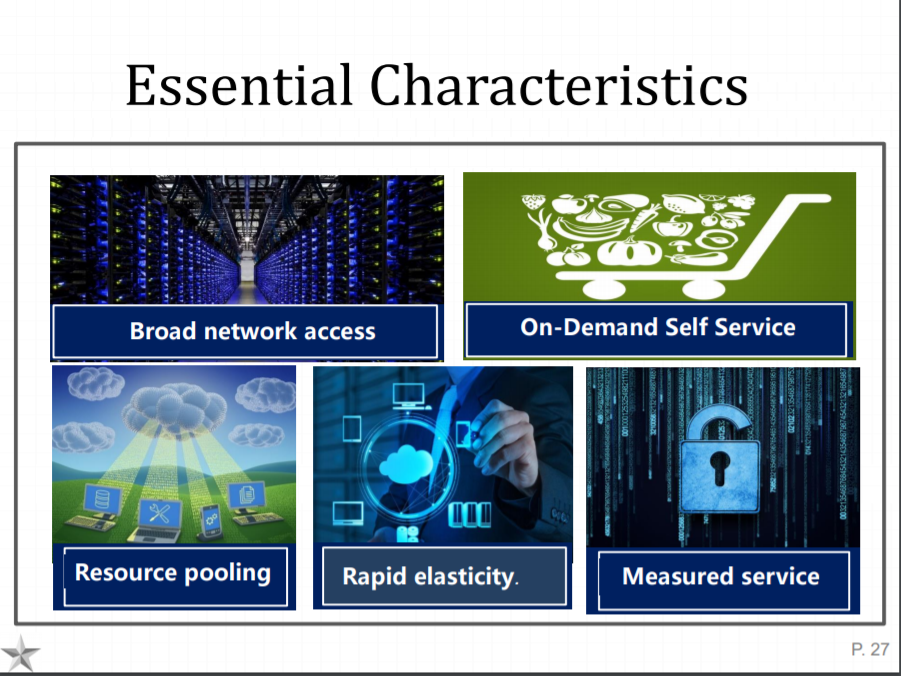 Essential Characteristics
Broad network access
On-Demand Self Service
Resource pooling
Rapid elasticity.
Measured service
P. 27